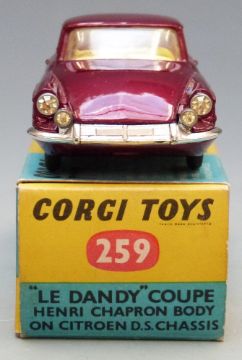 CORGI TOYS
259
"LE DANDY" COUPE
HENRI CHAPRON BODY
ON CITROEN D.S. CHASSIS